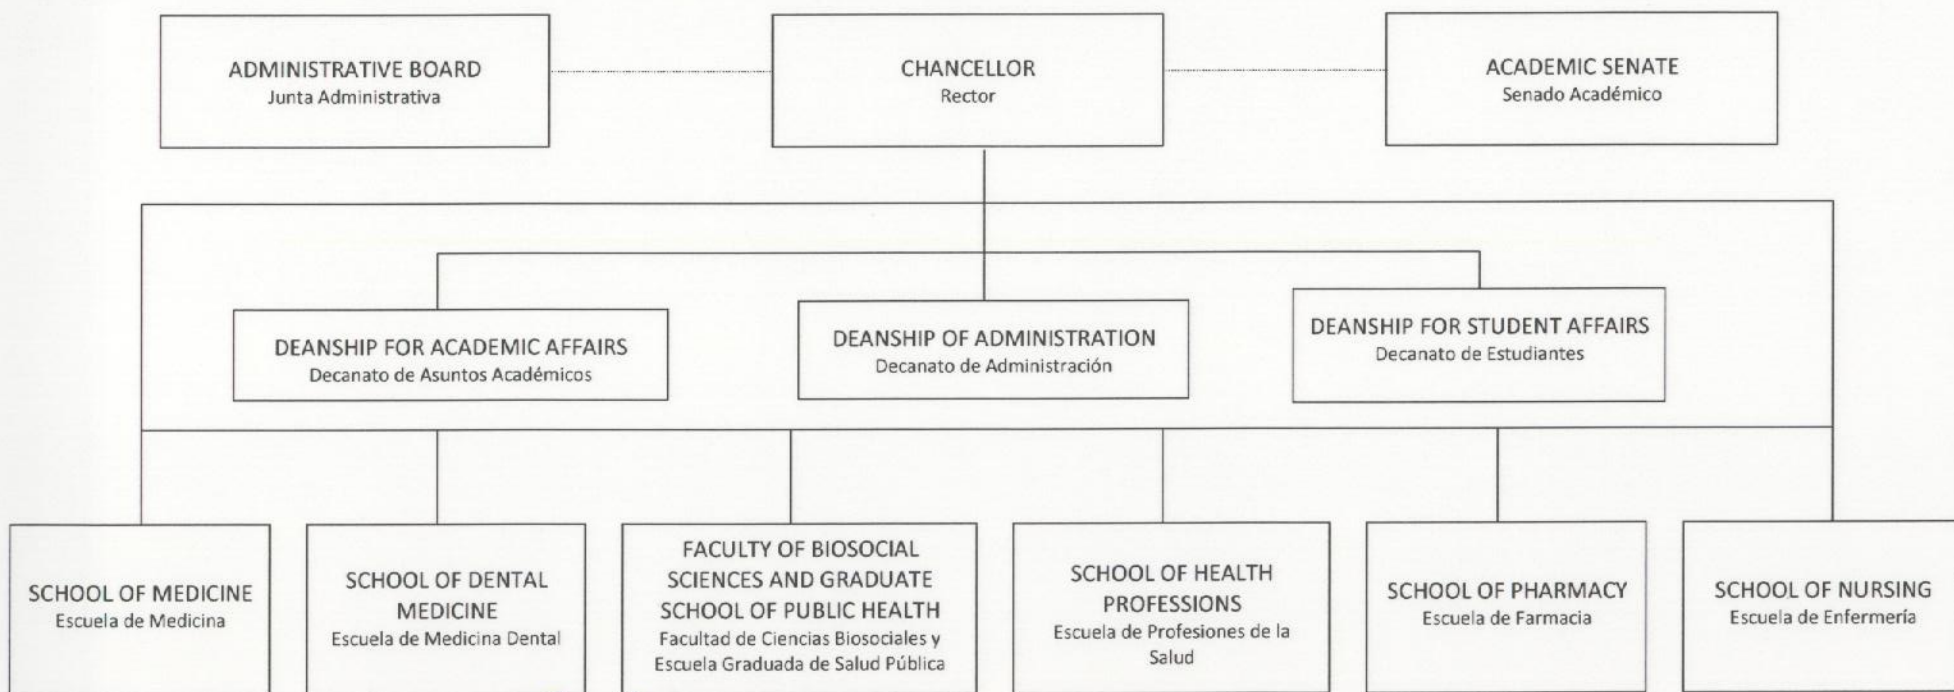 ADMINISTRATIVE BOARD
Junta Administrativa
CHANCELLOR
Rector
ACADEMIC SENATE
Senado Académico
DEANSHIP FOR ACADEMIC AFFAIRS
Decanato de Asuntos Académicos
DEANSHIP OF ADMINISTRATION
Decanato de Administración
DEANSHIP FOR STUDENT AFFAIRS
Decanato de Estudiantes
SCHOOL OF MEDICINE
Escuela de Medicina
SCHOOL OF DENTAL
MEDICINE
Escuela de Medicina Dental
FACULTY OF BIOSOCIAL
SCIENCES AND GRADUATE
SCHOOL OF PUBLIC HEALTH
Facultad de Ciencias Biosociales y
Escuela Graduada de Salud Pública
SCHOOL OF HEALTH
PROFESSIONS
Escuela de Profesiones de la
Salud
SCHOOL OF PHARMACY
Escuela de Farmacia
SCHOOL OF NURSING
Escuela de Enfermería